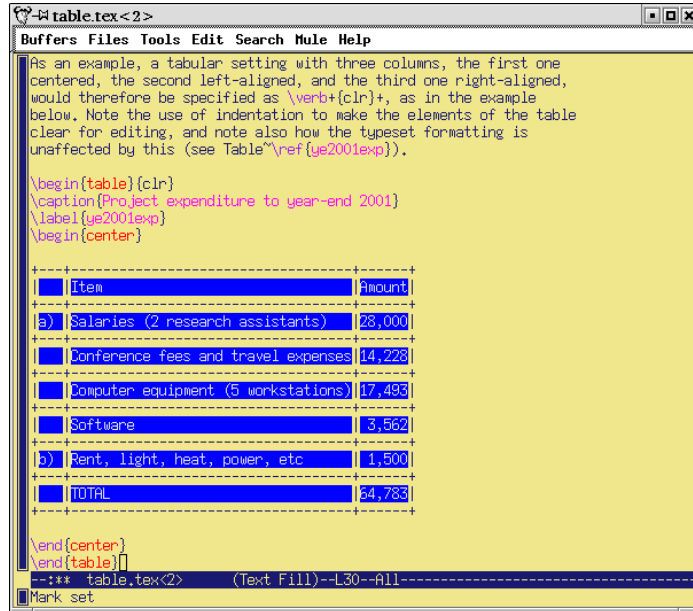 table.tex<2>
Buffers Files Tools Edit Search Mule Help
As an example, a tabular setting with three columns, the first one
centered, the second left-aligned, and the third one right-aligned,
would therefore be specified as \verb+{clr}+, as in the example
below. Note the use of indentation to make the elements of the table
clear for editing, and note also how the typeset formatting is
unaffected by this (see Table~\ref{ye2001exp}).
\begin{table}{clr}
\caption{Project expenditure to year-end 2001}
\label{ye2001exp}
\begin{center}
+---+-----------------------------------+------+
|   |Item                               |Amount|
+---+-----------------------------------+------+
|a) |Salaries (2 research assistants)   |28,000|
+---+-----------------------------------+------+
|   |Conference fees and travel expenses|14,228|
+---+-----------------------------------+------+
|   |Computer equipment (5 workstations)|17,493|
+---+-----------------------------------+------+
|   |Software                           | 3,562|
+---+-----------------------------------+------+
|b) |Rent, light, heat, power, etc      | 1,500|
+---+-----------------------------------+------+
|   |TOTAL                              |64,783|
+---+-----------------------------------+------+
\end{center}
\end{table}
--:** table.tex<2>      (Text Fill)--L30--All-------------------------------------
Mark set